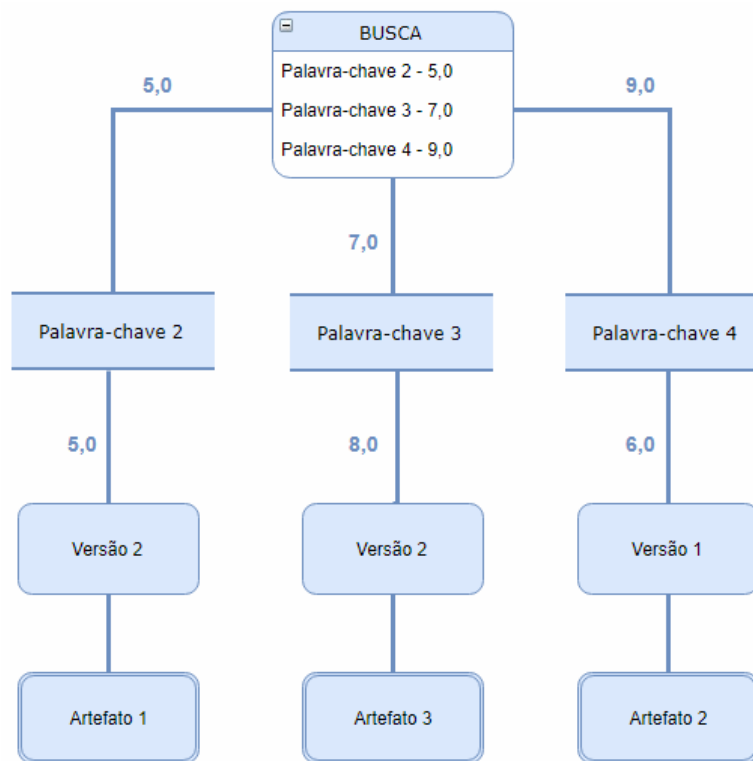 BUSCA
Palavra-chave 2 - 5,0
Palavra-chave 3 - 7,0
Palavra-chave 4 - 9,0
5,0
9,0
7,0
Palavra-chave 2
Palavra-chave 3
Palavra-chave 4
5,0
8,0
6,0
Versão 2
Versão 2
Versão 1
Artefato 1
Artefato 3
Artefato 2